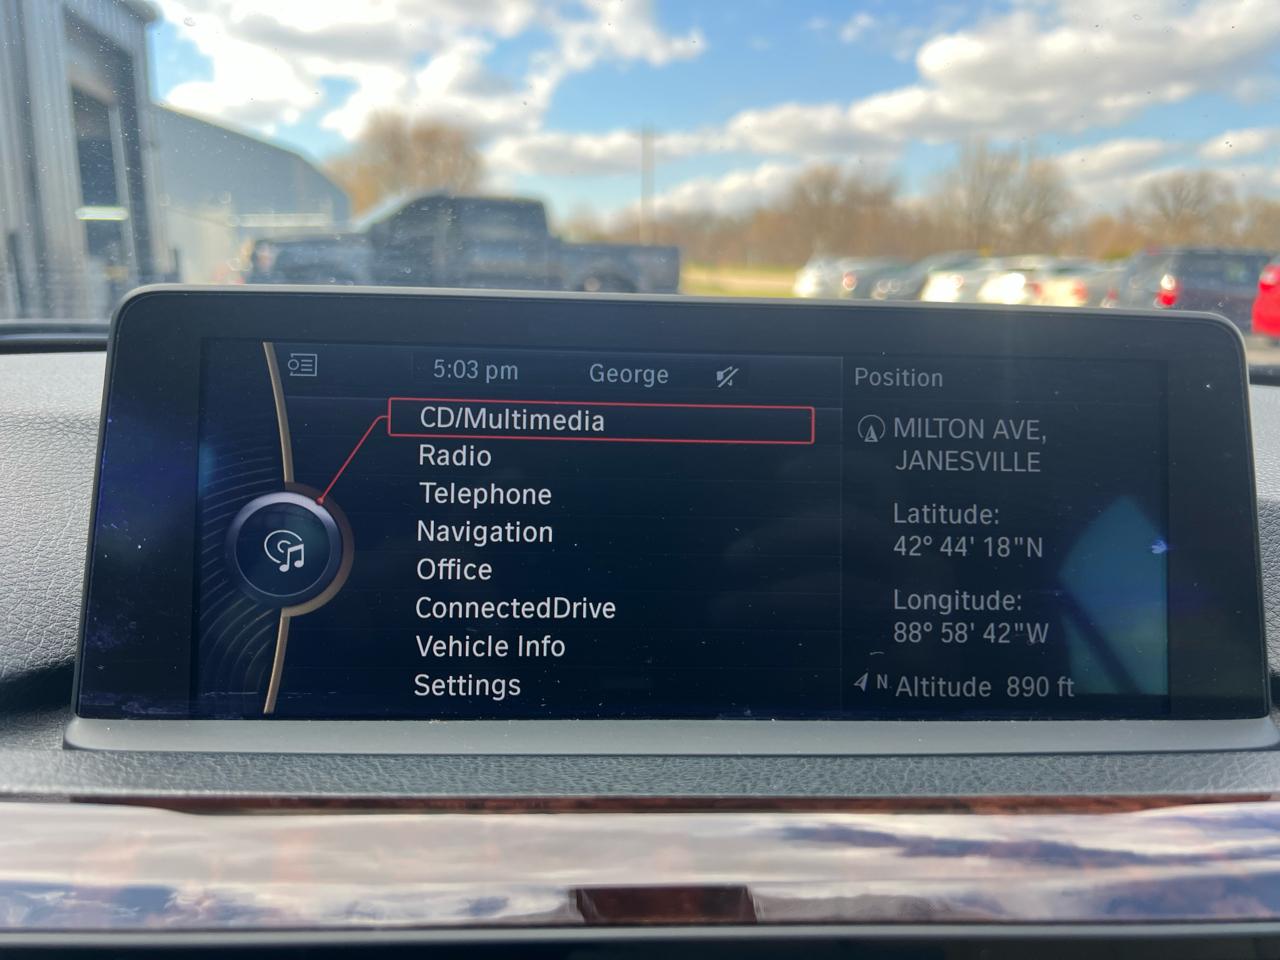 5:03 pm George
CD/Multimedia
Radio
Telephone
Navigation
Office
ConnectedDrive
Vehicle Info
Settings
Position
MILTON AVE,
JANESVILLE
Latitude:
42° 44' 18"N
Longitude:
88° 58' 42"W
N Altitude 890 ft